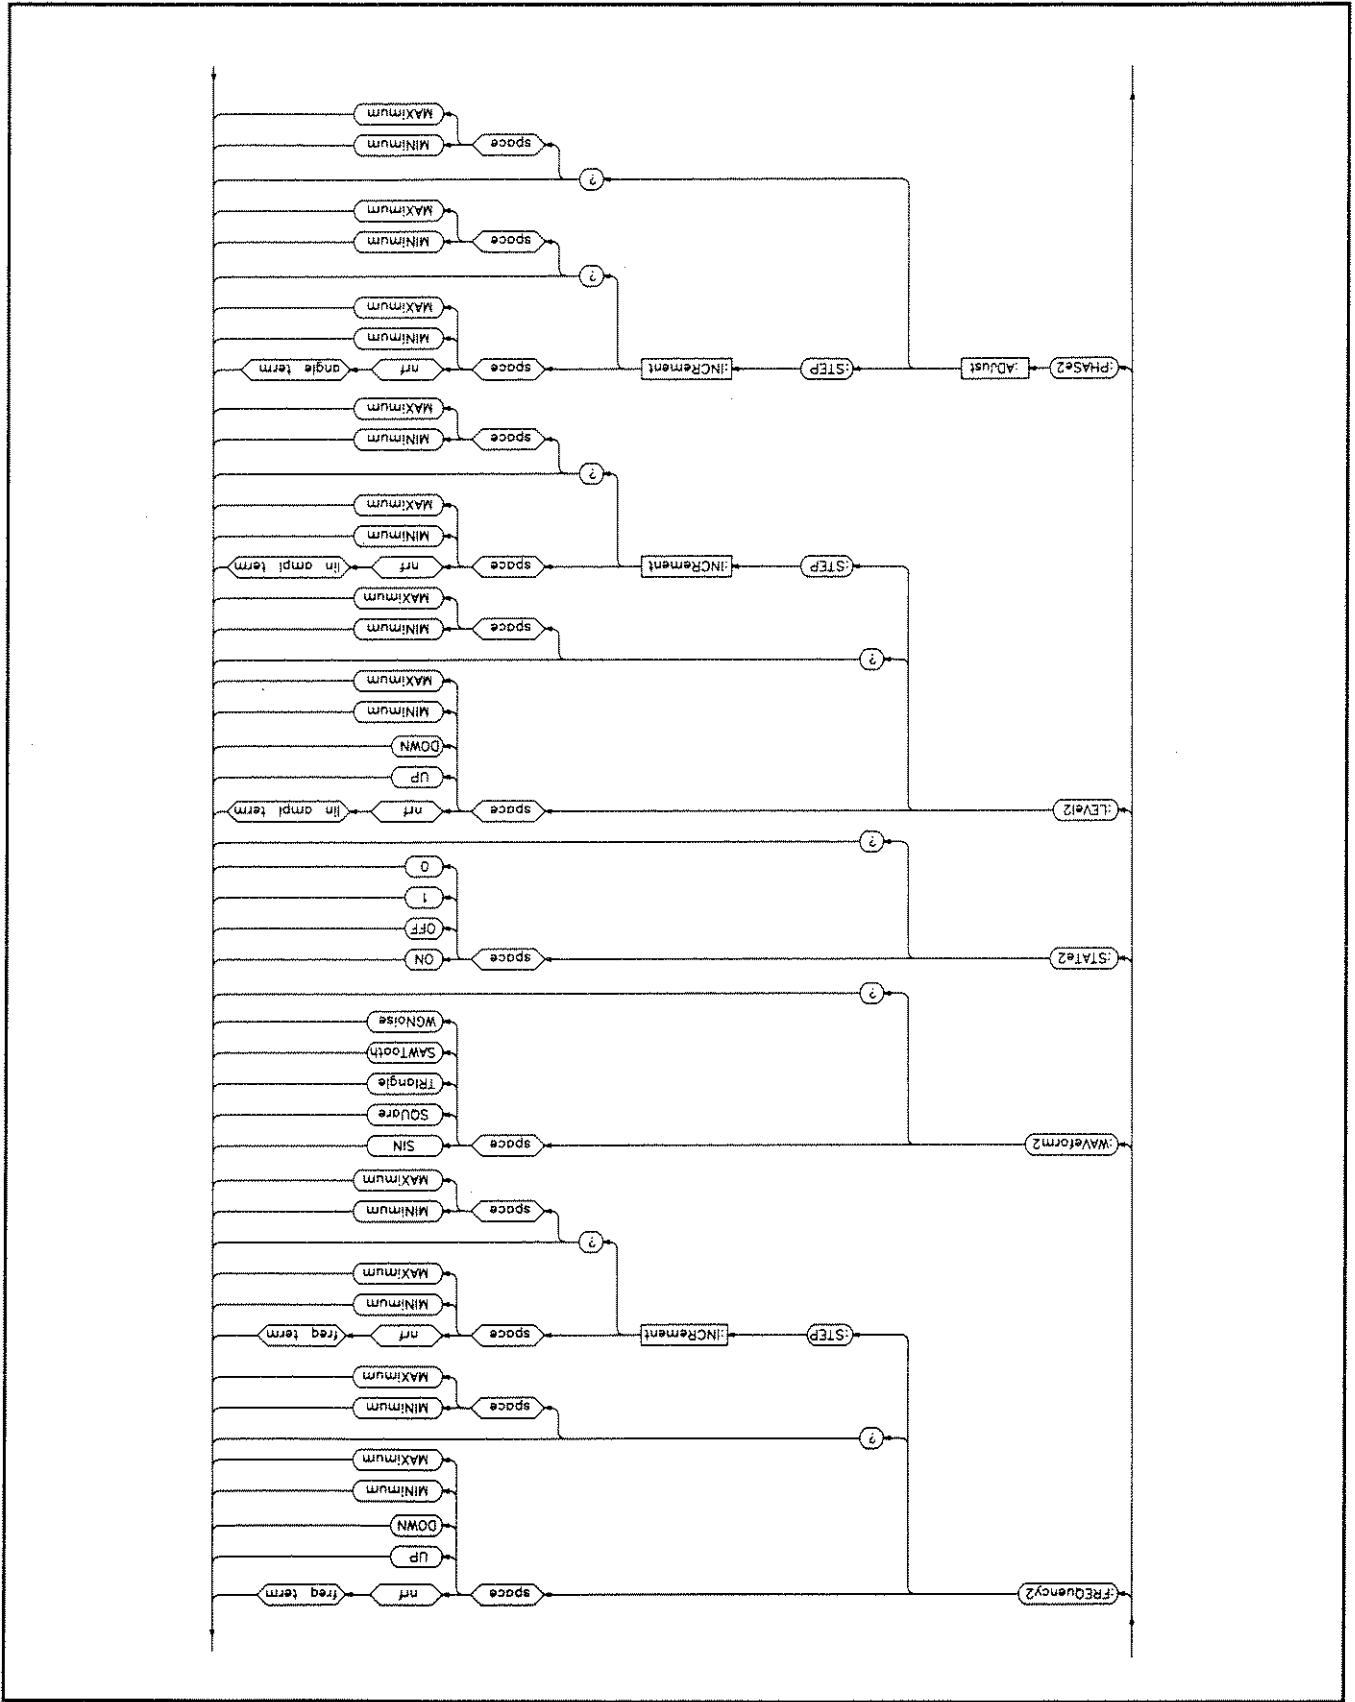 :FREQuency2 space nrf freq term
UP
DOWN
MINimum
MAXimum
?
space MINimum
MAXimum
:STEP :INCRement space nrf freq term
MINimum
MAXimum
?
space MINimum
MAXimum
:WAVeform2 space SIN
SQUare
TRIangle
SAWTooth
WGNoise
?
:STATe2 space ON
OFF
1
0
?
:LEVel2 space nrf lin ampl term
UP
DOWN
MINimum
MAXimum
?
space MINimum
MAXimum
:STEP :INCRement space nrf lin ampl term
MINimum
MAXimum
?
space MINimum
MAXimum
:PHASe2 :ADJust :STEP :INCRement space nrf angle term
MINimum
MAXimum
?
space MINimum
MAXimum
?
space MINimum
MAXimum